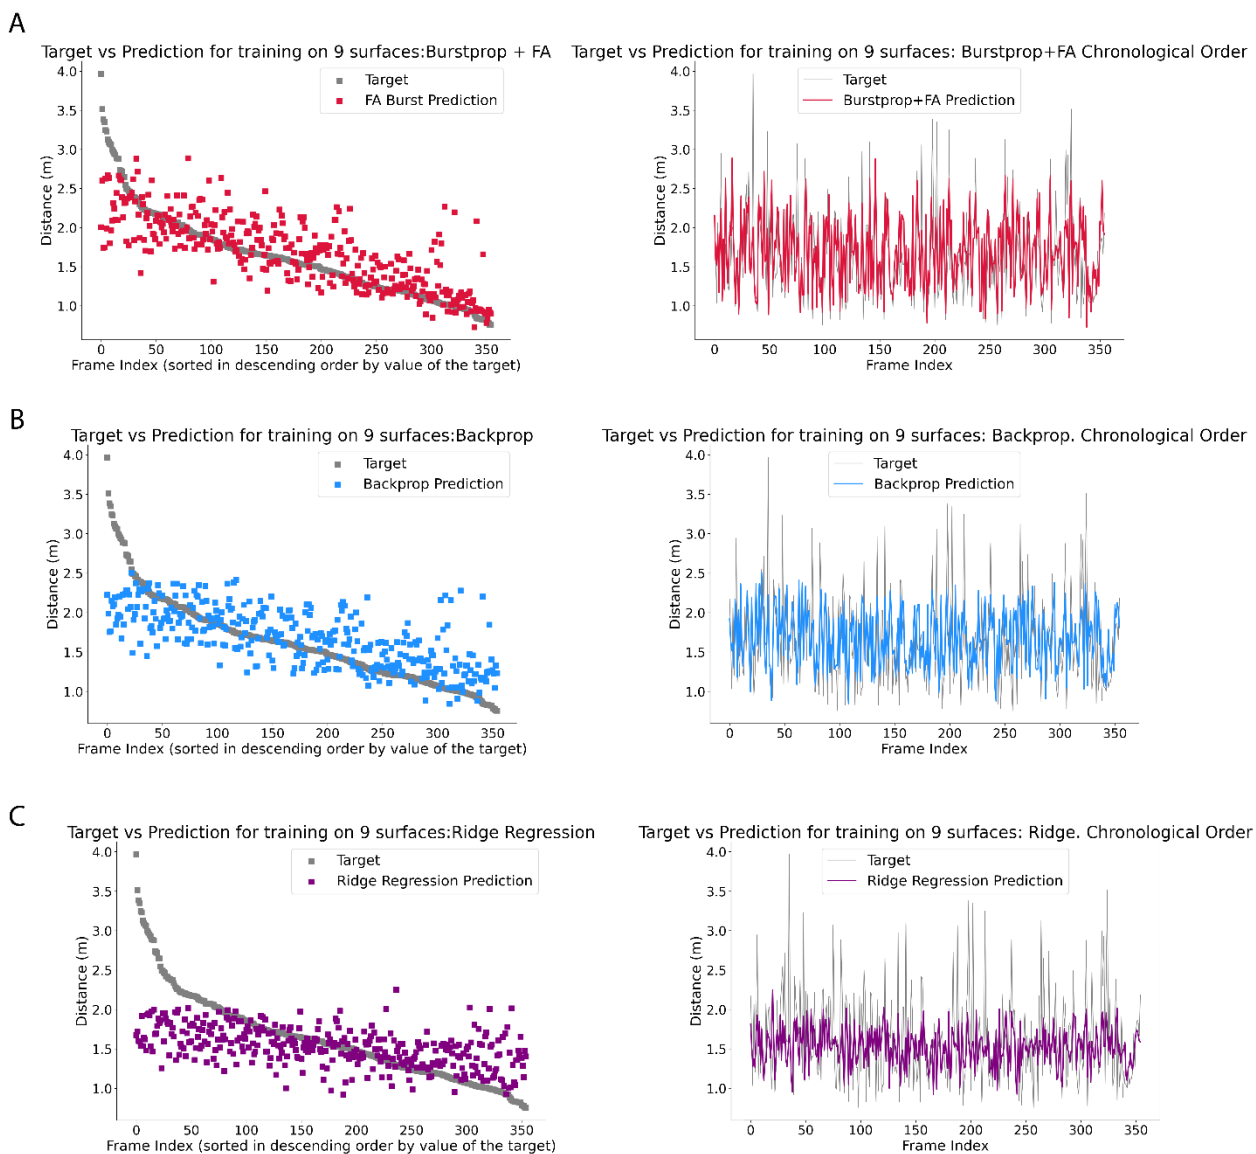 A
Target vs Prediction for training on 9 surfaces:Burstprop + FA
Target
FA Burst Prediction
Distance (m)
4.0
3.5
3.0
2.5
2.0
1.5
1.0
0 50 100 150 200 250 300 350
Frame Index (sorted in descending order by value of the target)
Target vs Prediction for training on 9 surfaces: Burstprop+FA Chronological Order
Target
Burstprop+FA Prediction
Distance (m)
4.0
3.5
3.0
2.5
2.0
1.5
1.0
0 50 100 150 200 250 300 350
Frame Index
B
Target vs Prediction for training on 9 surfaces:Backprop
Target
Backprop Prediction
Distance (m)
4.0
3.5
3.0
2.5
2.0
1.5
1.0
0 50 100 150 200 250 300 350
Frame Index (sorted in descending order by value of the target)
Target vs Prediction for training on 9 surfaces: Backprop. Chronological Order
Target
Backprop Prediction
Distance (m)
4.0
3.5
3.0
2.5
2.0
1.5
1.0
0 50 100 150 200 250 300 350
Frame Index
C
Target vs Prediction for training on 9 surfaces:Ridge Regression
Target
Ridge Regression Prediction
Distance (m)
4.0
3.5
3.0
2.5
2.0
1.5
1.0
0 50 100 150 200 250 300 350
Frame Index (sorted in descending order by value of the target)
Target vs Prediction for training on 9 surfaces: Ridge. Chronological Order
Target
Ridge Regression Prediction
Distance (m)
4.0
3.5
3.0
2.5
2.0
1.5
1.0
0 50 100 150 200 250 300 350
Frame Index